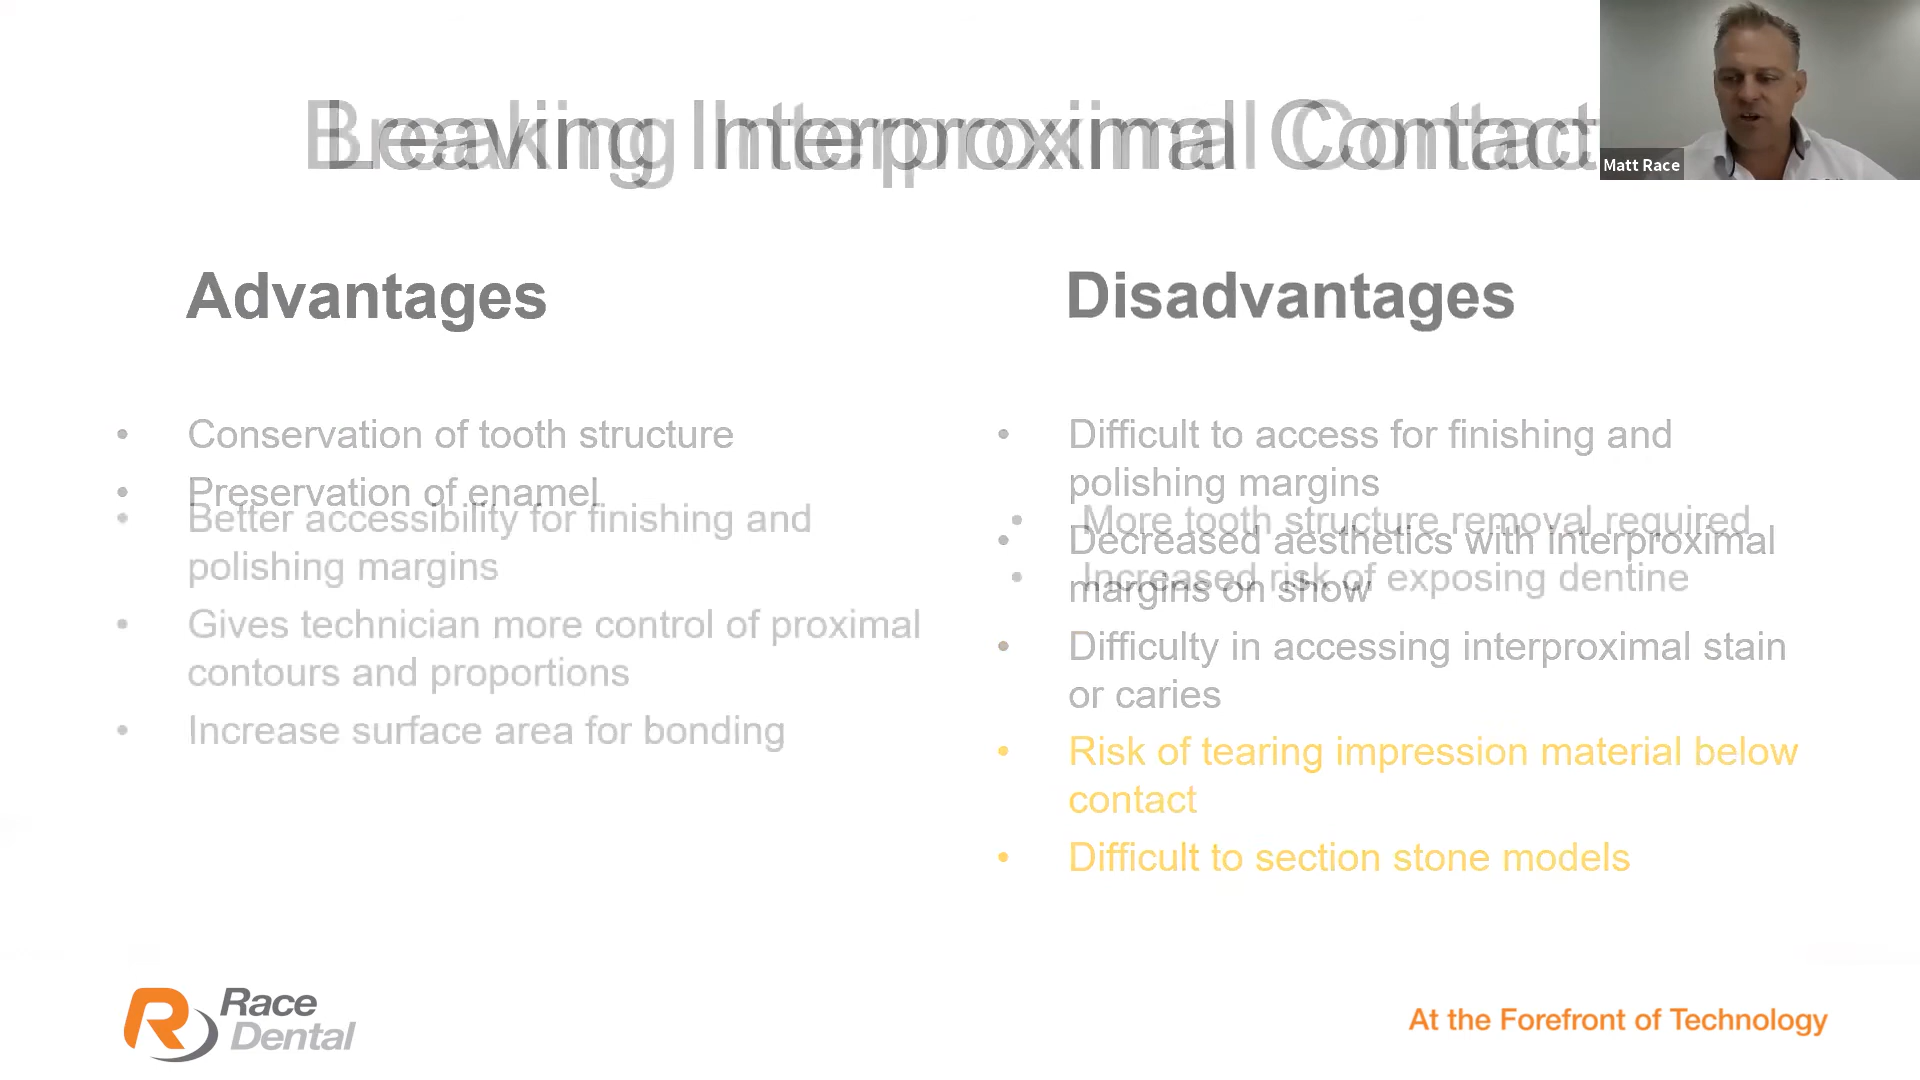 Leaving Interproximal Contact
Breaking Interproximal Contact
Matt Race
Advantages
• Conservation of tooth structure
• Preservation of enamel
• Better accessibility for finishing and
polishing margins
• Gives technician more control of proximal
contours and proportions
• Increase surface area for bonding
Disadvantages
• Difficult to access for finishing and
polishing margins
• More tooth structure removal required
• Decreased aesthetics with interproximal
margins on show
• Increased risk of exposing dentine
• Difficulty in accessing interproximal stain
or caries
• Risk of tearing impression material below
contact
• Difficult to section stone models
Race
Dental
At the Forefront of Technology